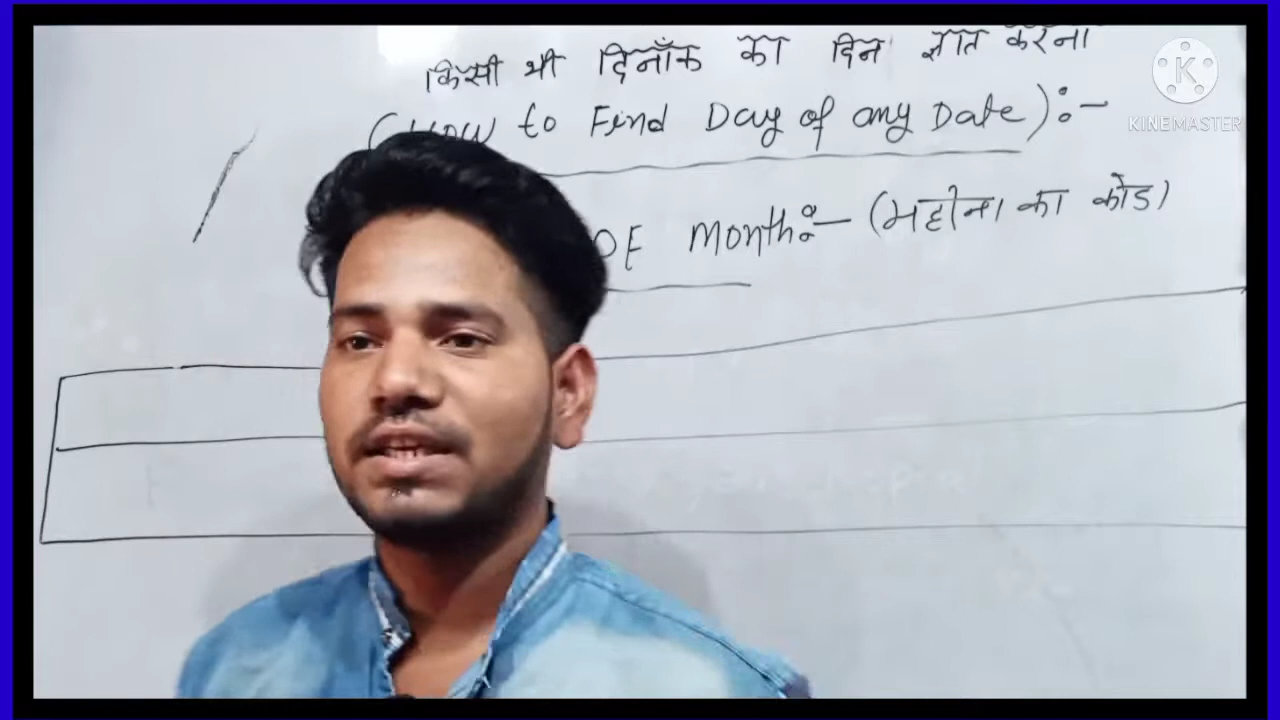 किसी भी दिनाँक का दिन ज्ञात करना
(How to Find Day of any Date):-
OF Month:- (महीना का कोड)
K
KINEMASTER